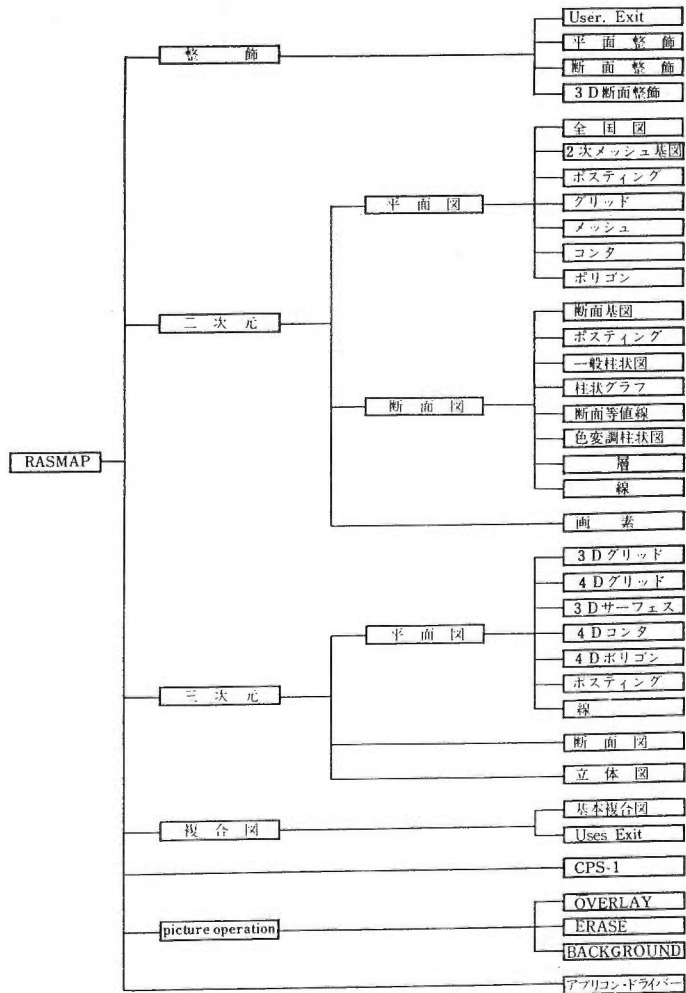 RASMAP
整飾
User. Exit
平面整飾
断面整飾
3D断面整飾
二次元
平面図
全国図
2次メッシュ基図
ポスティング
グリッド
メッシュ
コンタ
ポリゴン
断面図
断面基図
ポスティング
一般柱状図
柱状グラフ
断面等値線
色変調柱状図
層
線
画素
三次元
平面図
3Dグリッド
4Dグリッド
3Dサーフェス
4Dコンタ
4Dポリゴン
ポスティング
線
断面図
立体図
複合図
基本複合図
Uses Exit
CPS-1
picture operation
OVERLAY
ERASE
BACKGROUND
アプリコン・ドライバー